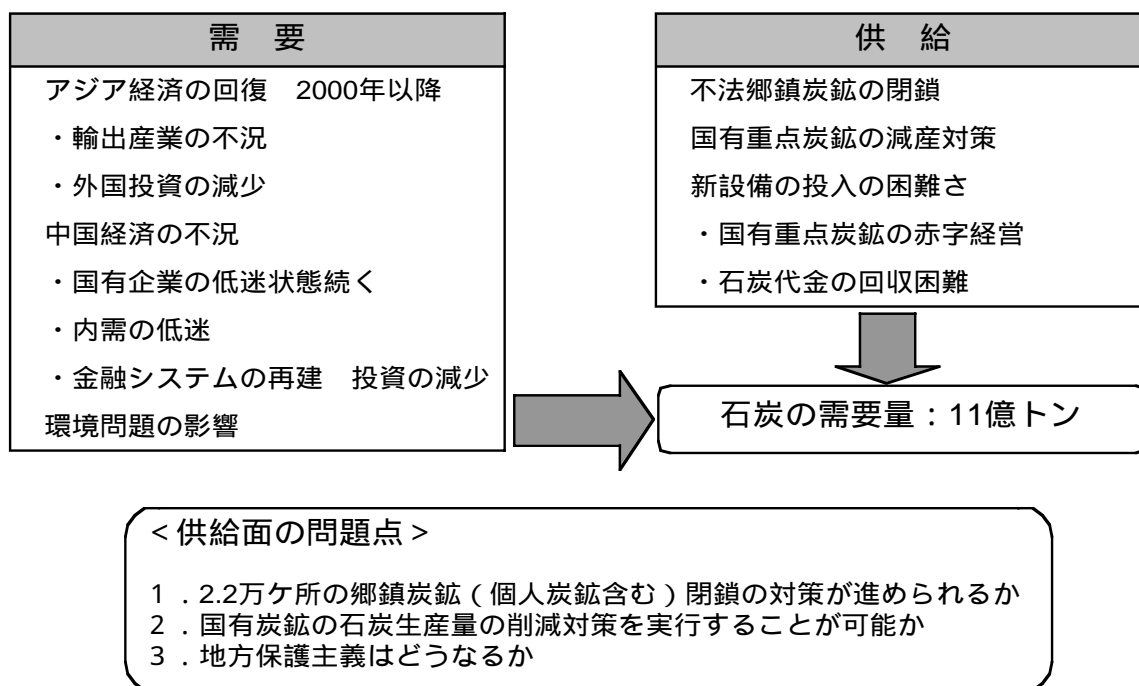 需　要
アジア経済の回復　2000年以降
・輸出産業の不況
・外国投資の減少
中国経済の不況
・国有企業の低迷状態続く
・内需の低迷
・金融システムの再建　投資の減少
環境問題の影響
供　給
不法郷鎮炭鉱の閉鎖
国有重点炭鉱の減産対策
新設備の投入の困難さ
・国有重点炭鉱の赤字経営
・石炭代金の回収困難
石炭の需要量：11億トン
＜供給面の問題点＞
１．2.2万ケ所の郷鎮炭鉱（個人炭鉱含む）閉鎖の対策が進められるか
２．国有炭鉱の石炭生産量の削減対策を実行することが可能か
３．地方保護主義はどうなるか